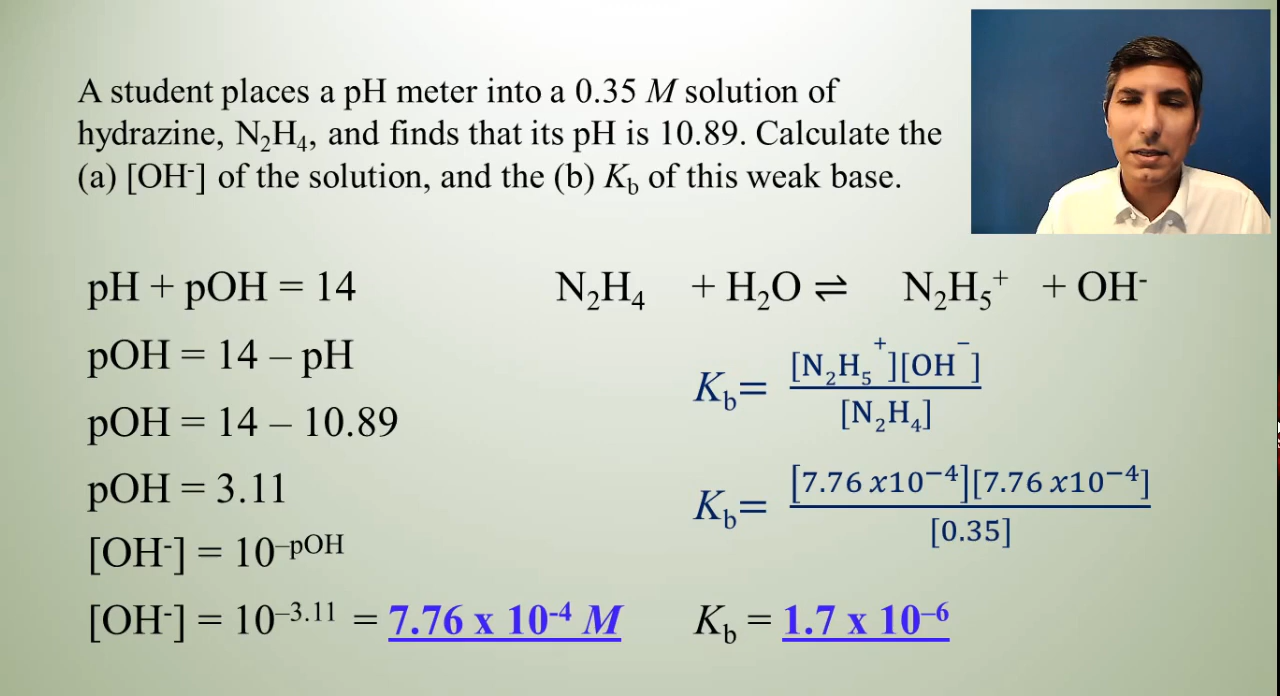 A student places a pH meter into a 0.35 M solution of
hydrazine, N₂H₄, and finds that its pH is 10.89. Calculate the
(a) [OH⁻] of the solution, and the (b) K_b of this weak base.
pH + pOH = 14
pOH = 14 – pH
pOH = 14 – 10.89
pOH = 3.11
[OH⁻] = 10^–pOH
[OH⁻] = 10^–3.11 = 7.76 x 10⁻⁴ M
N₂H₄ + H₂O ⇌ N₂H₅⁺ + OH⁻
K_b = [N₂H₅⁺][OH⁻] / [N₂H₄]
K_b = [7.76 x10⁻⁴][7.76 x10⁻⁴] / [0.35]
K_b = 1.7 x 10⁻⁶